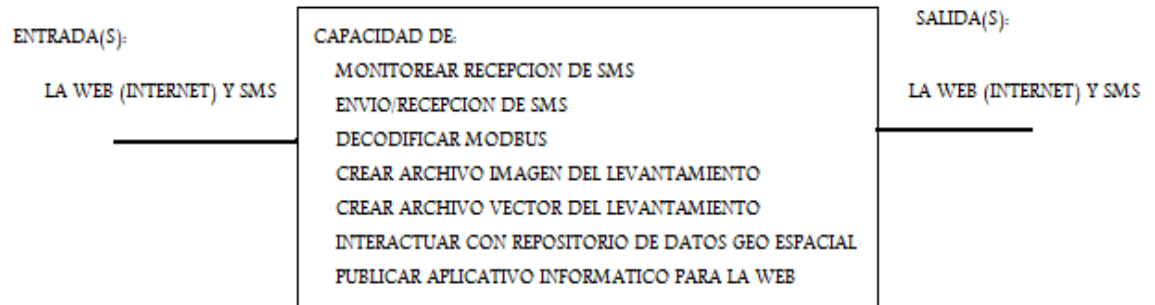 ENTRADA(S):
LA WEB (INTERNET) Y SMS
CAPACIDAD DE:
MONITOREAR RECEPCION DE SMS
ENVIO/RECEPCION DE SMS
DECODIFICAR MODBUS
CREAR ARCHIVO IMAGEN DEL LEVANTAMIENTO
CREAR ARCHIVO VECTOR DEL LEVANTAMIENTO
INTERACTUAR CON REPOSITORIO DE DATOS GEO ESPACIAL
PUBLICAR APLICATIVO INFORMATICO PARA LA WEB
SALIDA(S):
LA WEB (INTERNET) Y SMS